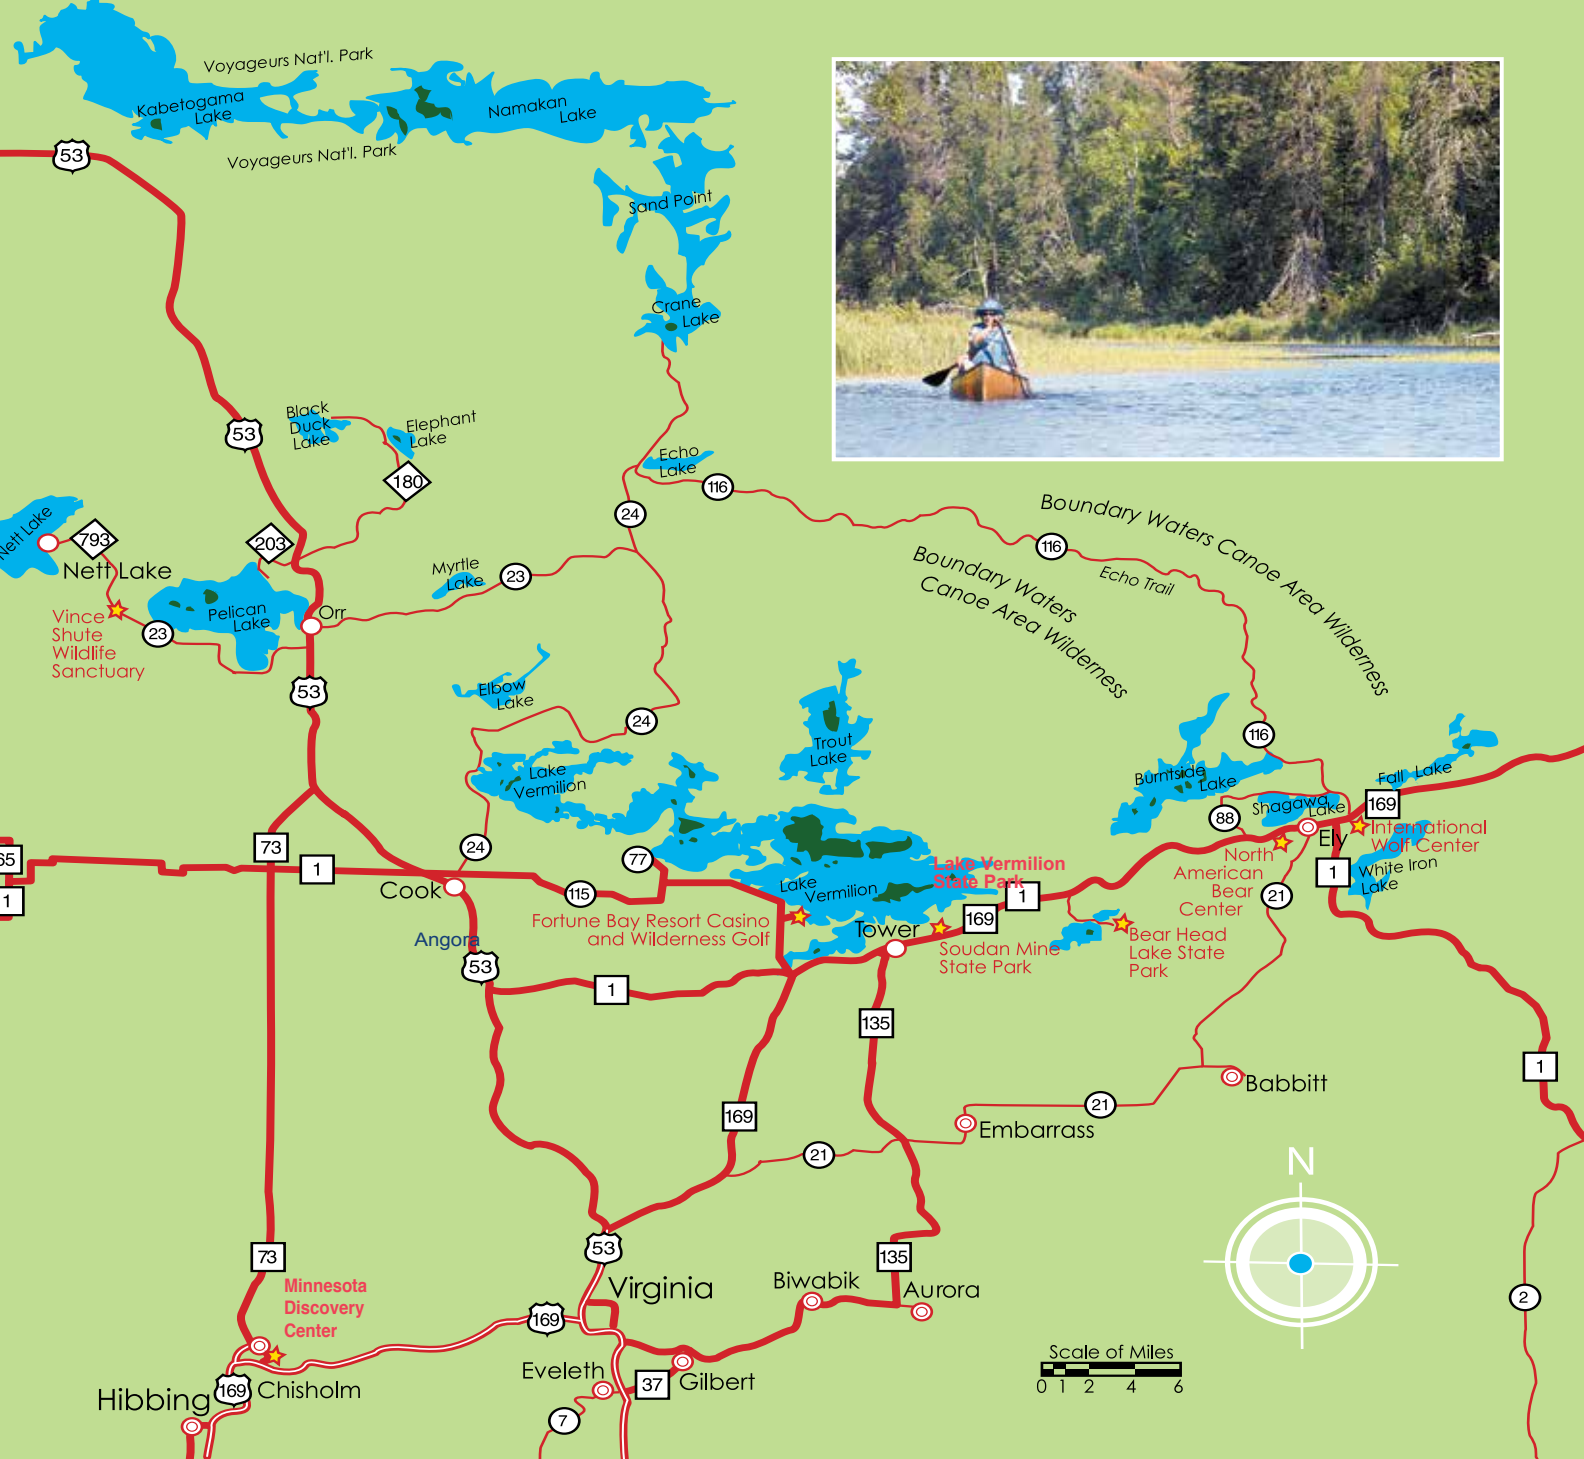 Voyageurs Nat'l. Park
Kabetogama
Lake
Namakan
Lake
Voyageurs Nat'l. Park
53
Sand Point
Crane
Lake
Black
Duck
Lake
Elephant
Lake
53
180
Echo
Lake
116
24
Boundary Waters Canoe Area Wilderness
116
Boundary Waters
Canoe Area Wilderness
Echo Trail
Nett Lake
793
Nett Lake
203
Myrtle
Lake
23
Vince
Shute
Wildlife
Sanctuary
23
Pelican
Lake
Orr
53
Elbow
Lake
24
Trout
Lake
116
Lake
Vermilion
Burntside
Lake
Fall Lake
169
Shagawa
Lake
88
Ely
International
Wolf Center
65
73
1
24
77
North
American
Bear
Center
1
White Iron
Lake
21
1
Cook
115
Lake
Vermilion
Lake Vermilion
State Park
1
169
Fortune Bay Resort Casino
and Wilderness Golf
Tower
Soudan Mine
State Park
Bear Head
Lake State
Park
Angora
53
1
135
1
Babbitt
169
21
Embarrass
21
N
53
73
135
Minnesota
Discovery
Center
Virginia
Biwabik
Aurora
2
169
Scale of Miles
0 1 2 4 6
Eveleth
37
Gilbert
Hibbing
169
Chisholm
7